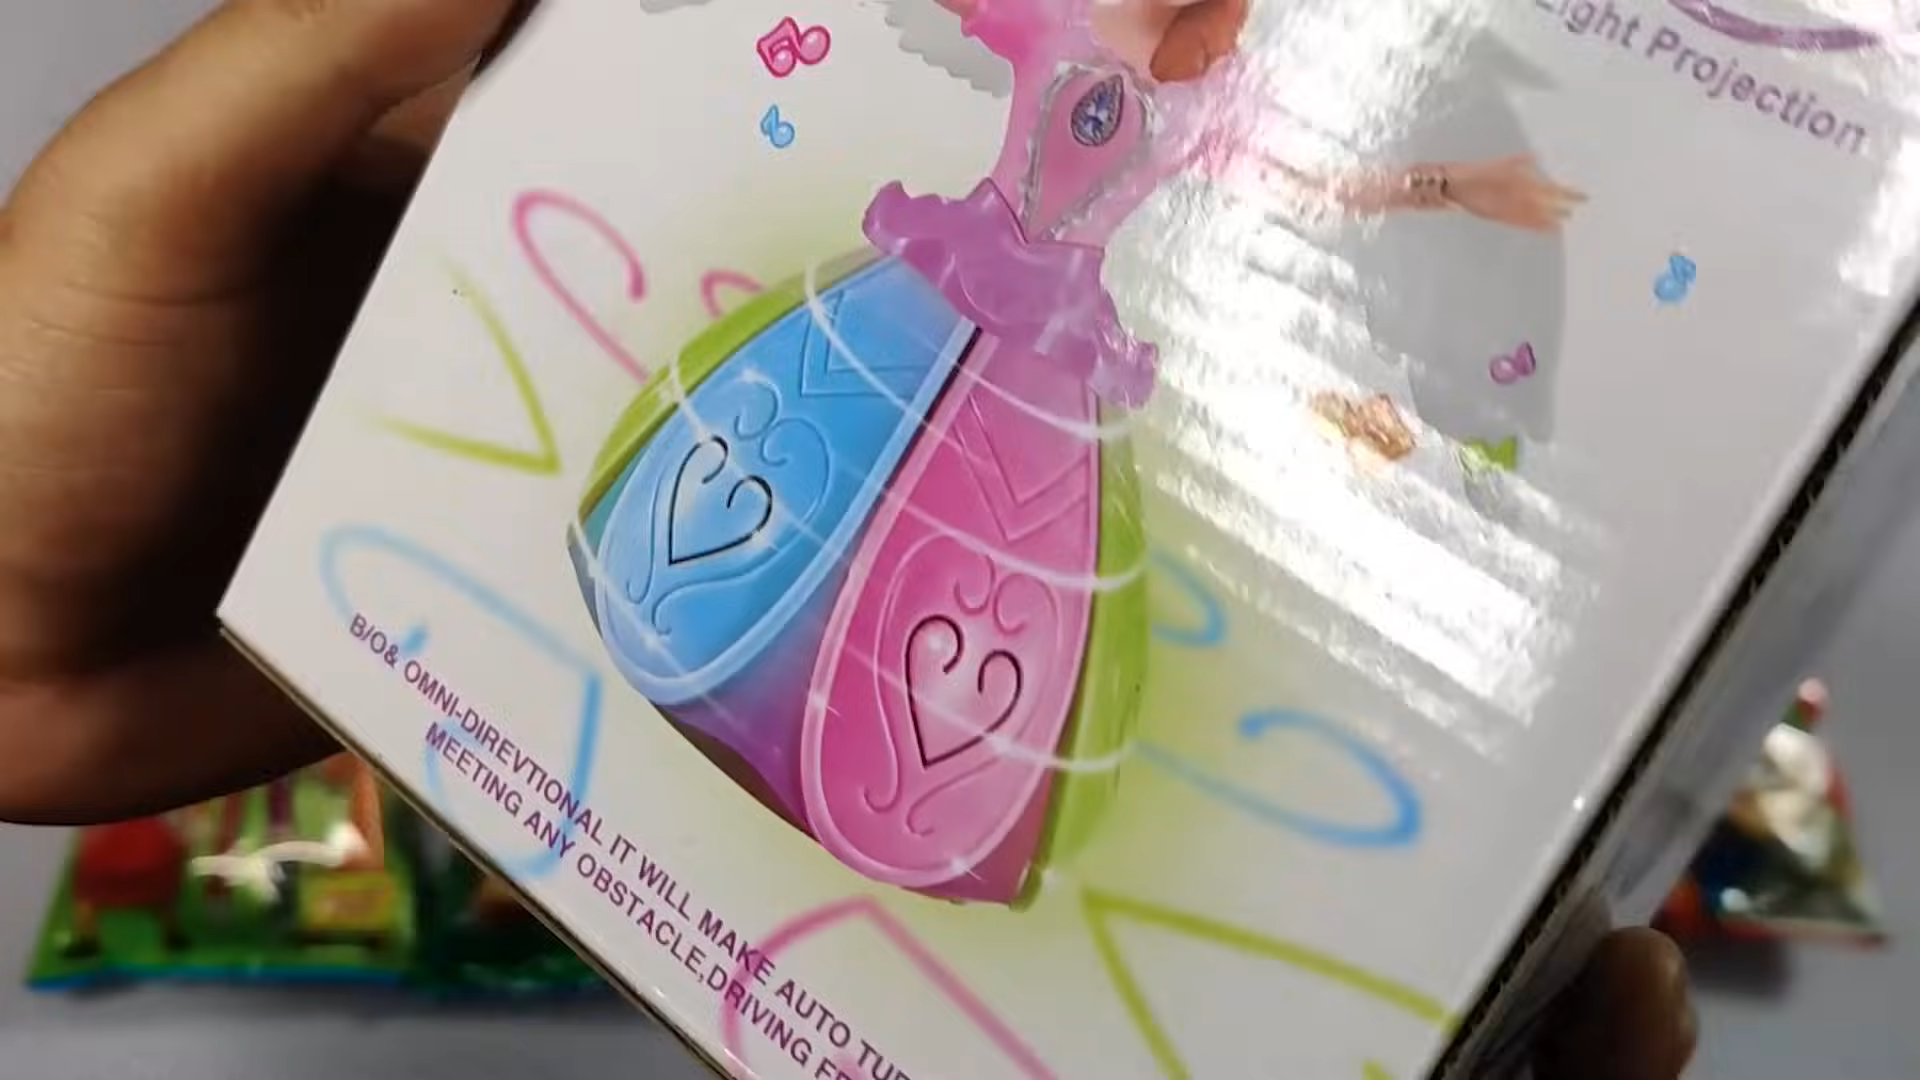 Light Projection
B/O& OMNI-DIREVTIONAL IT WILL MAKE AUTO
MEETING ANY OBSTACLE,DRIVING